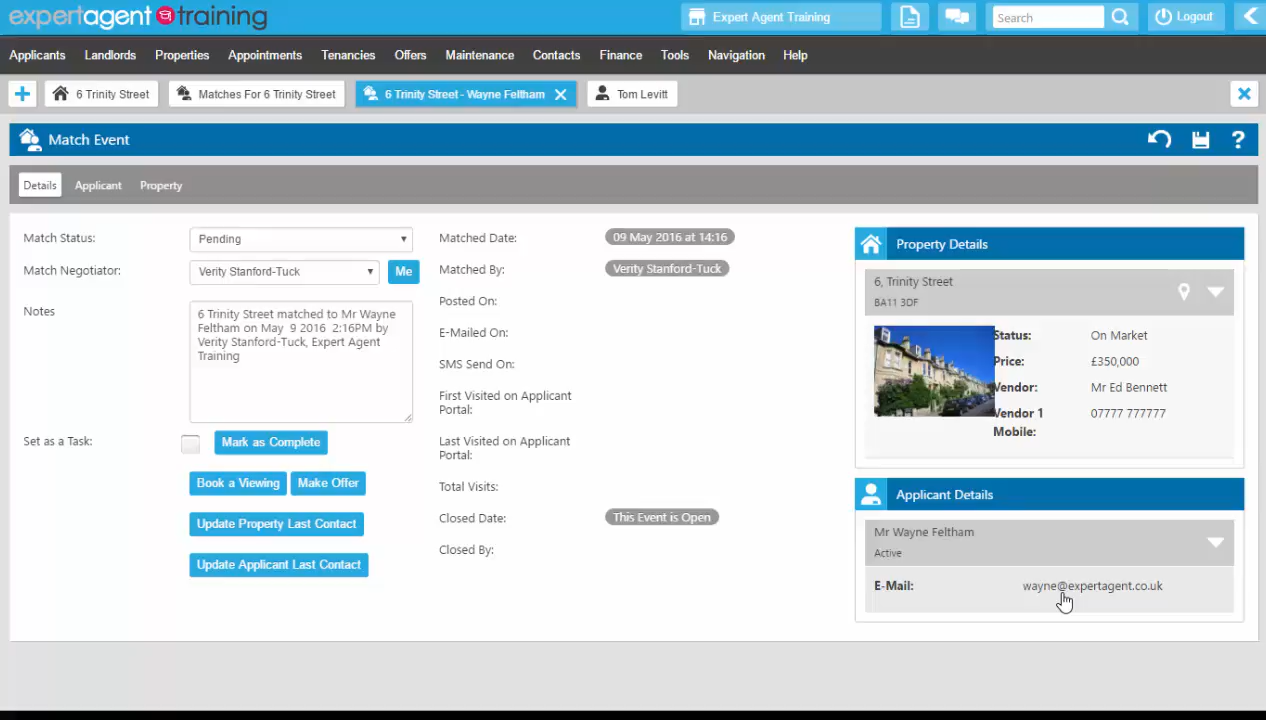 expertagent training
Expert Agent Training
Search
Logout
Applicants Landlords Properties Appointments Tenancies Offers Maintenance Contacts Finance Tools Navigation Help
6 Trinity Street
Matches For 6 Trinity Street
6 Trinity Street - Wayne Feltham
Tom Levitt
Match Event
Details Applicant Property
Match Status: Pending
Match Negotiator: Verity Stanford-Tuck Me
Notes
6 Trinity Street matched to Mr Wayne
Feltham on May 9 2016 2:16PM by
Verity Stanford-Tuck, Expert Agent
Training
Set as a Task: Mark as Complete
Book a Viewing Make Offer
Update Property Last Contact
Update Applicant Last Contact
Matched Date: 09 May 2016 at 14:16
Matched By: Verity Stanford-Tuck
Posted On:
E-Mailed On:
SMS Send On:
First Visited on Applicant
Portal:
Last Visited on Applicant
Portal:
Total Visits:
Closed Date: This Event is Open
Closed By:
Property Details
6, Trinity Street
BA11 3DF
Status: On Market
Price: £350,000
Vendor: Mr Ed Bennett
Vendor 1 07777 777777
Mobile:
Applicant Details
Mr Wayne Feltham
Active
E-Mail: wayne@expertagent.co.uk